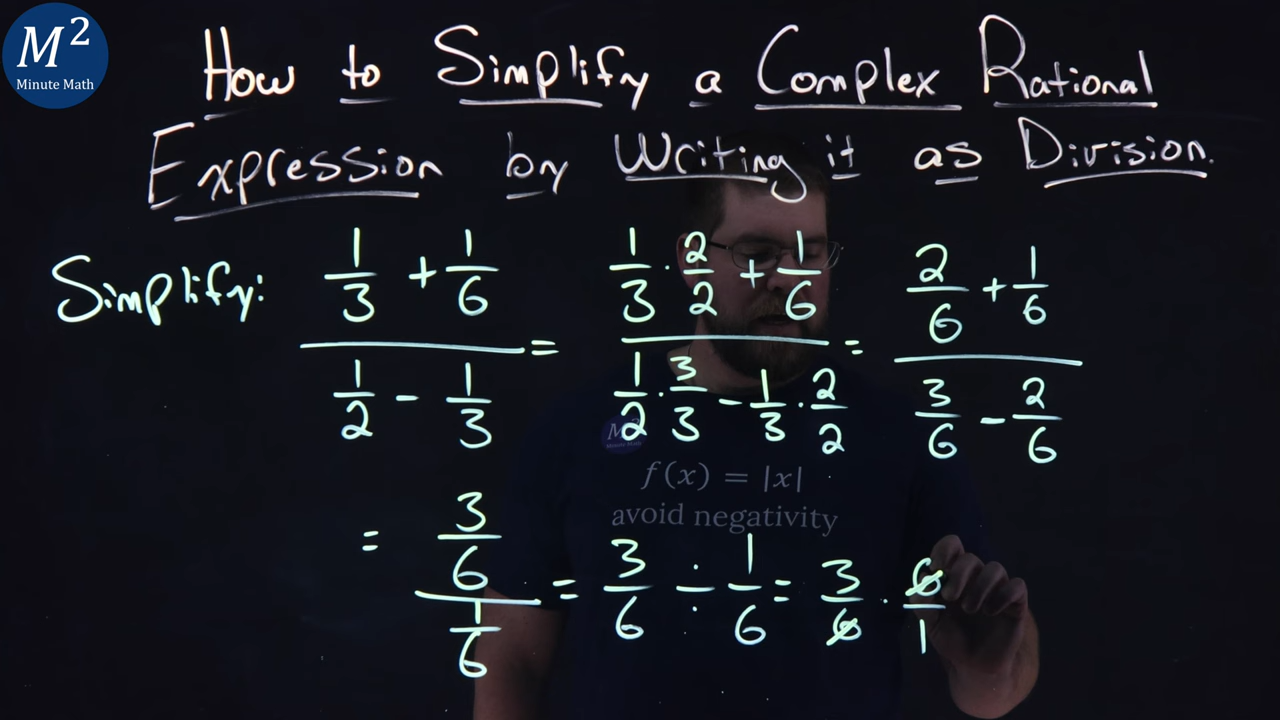 M²
Minute Math
How to Simplify a Complex Rational
Expression by Writing it as Division.
Simplify: (1/3 + 1/6)/(1/2 - 1/3) = (1/3 · 2/2 + 1/6)/(1/2 · 3/3 - 1/3 · 2/2) = (2/6 + 1/6)/(3/6 - 2/6)
M²
Minute Math
f(x) = |x|
avoid negativity
= (3/6)/(1/6) = 3/6 ÷ 1/6 = 3/6 · 6/1